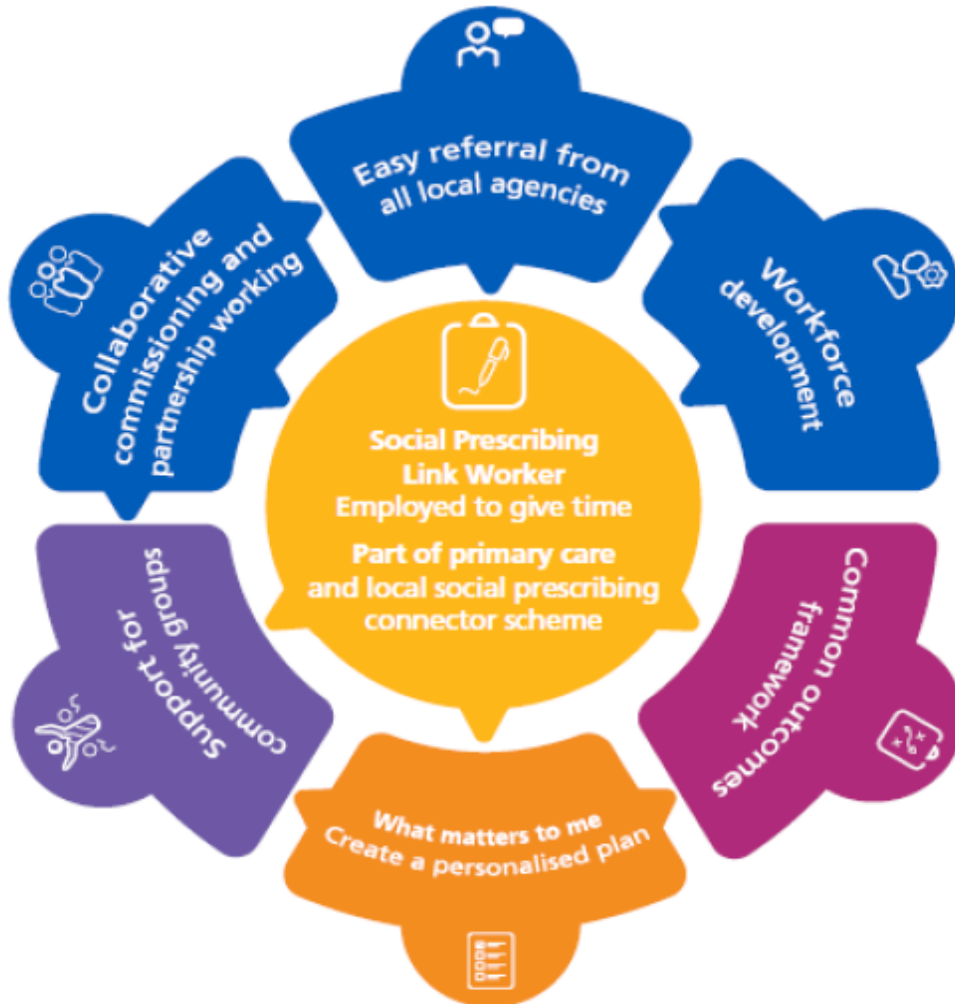 Easy referral from
all local agencies
Workforce
development
Common outcomes
framework
What matters to me
Create a personalised plan
Support for
community groups
Collaborative
commissioning and
partnership working
Social Prescribing
Link Worker
Employed to give time
Part of primary care
and local social prescribing
connector scheme